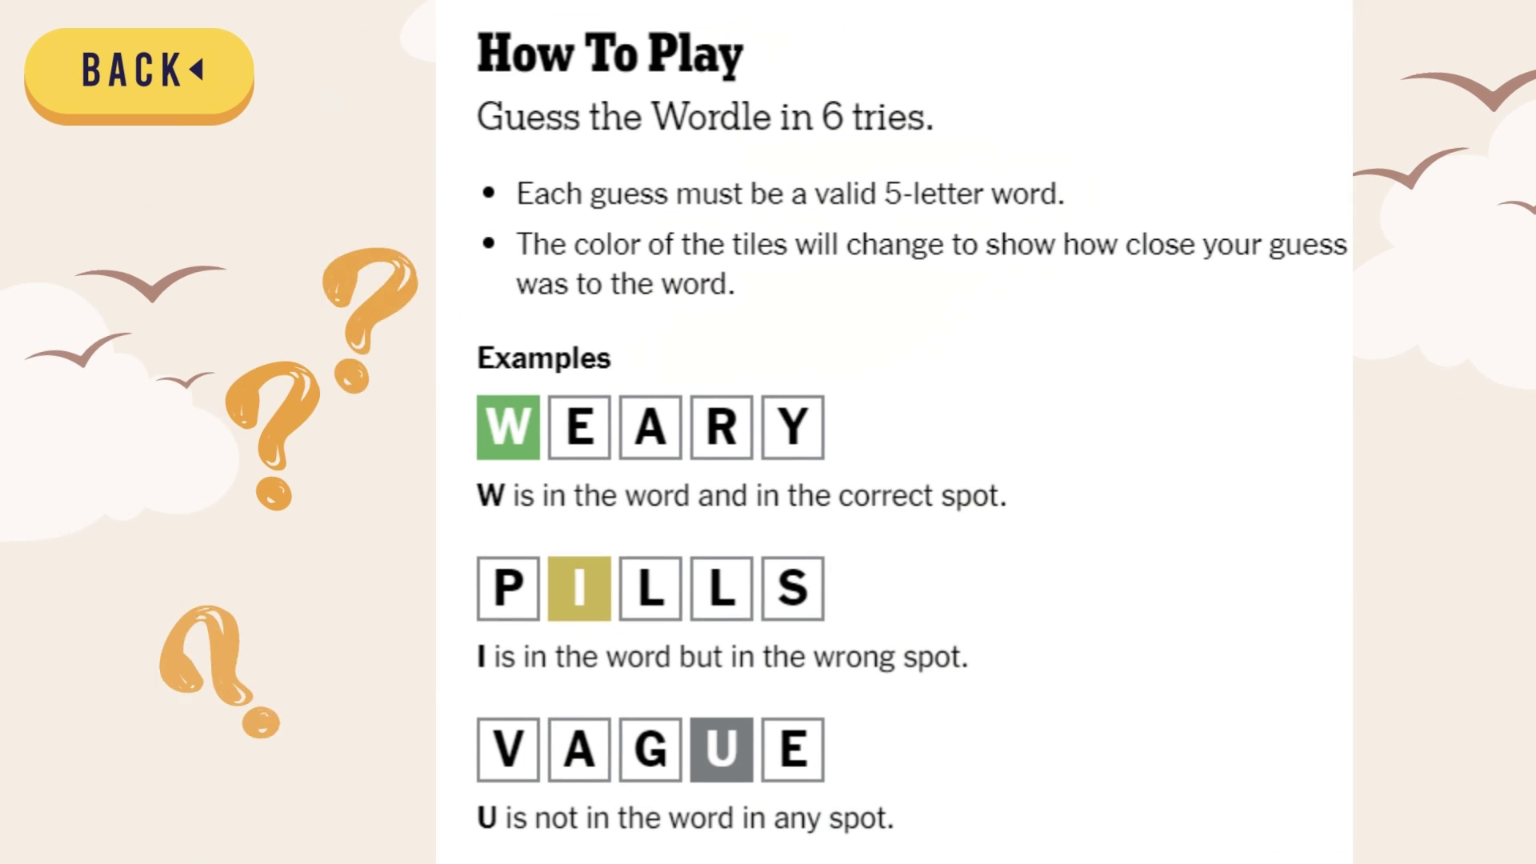 BACK
How To Play
Guess the Wordle in 6 tries.
• Each guess must be a valid 5-letter word.
• The color of the tiles will change to show how close your guess
was to the word.
Examples
W E A R Y
W is in the word and in the correct spot.
P I L L S
I is in the word but in the wrong spot.
V A G U E
U is not in the word in any spot.
? 
?
?